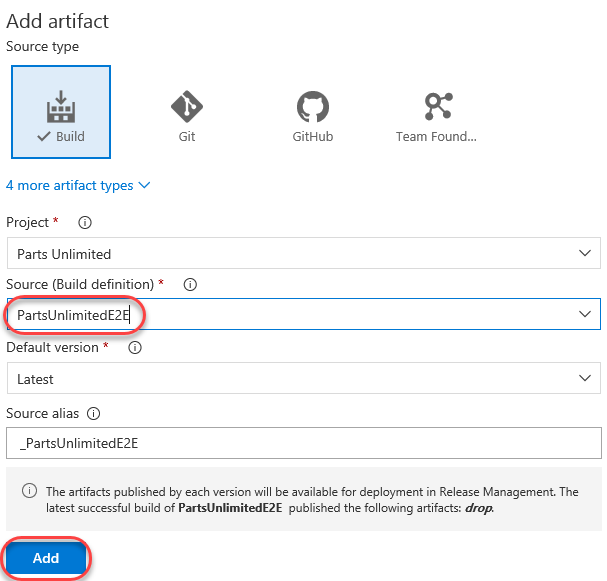 Add artifact
Source type
Build
Git
GitHub
Team Found...
4 more artifact types
Project *
Parts Unlimited
Source (Build definition) *
PartsUnlimitedE2E
Default version *
Latest
Source alias
_PartsUnlimitedE2E
The artifacts published by each version will be available for deployment in Release Management. The
latest successful build of PartsUnlimitedE2E published the following artifacts: drop.
Add